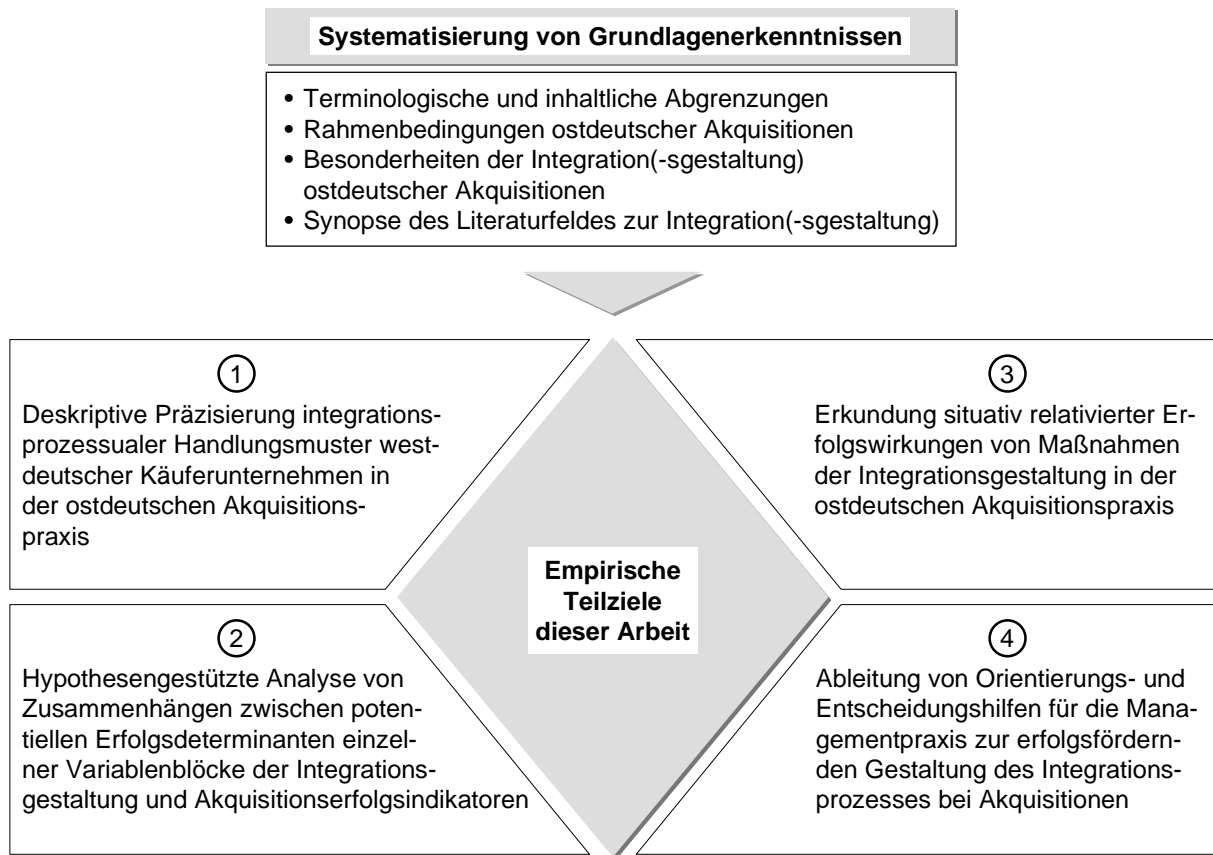 Systematisierung von Grundlagenerkenntnissen
• Terminologische und inhaltliche Abgrenzungen
• Rahmenbedingungen ostdeutscher Akquisitionen
• Besonderheiten der Integration(-sgestaltung)
ostdeutscher Akquisitionen
• Synopse des Literaturfeldes zur Integration(-sgestaltung)
1
Deskriptive Präzisierung integrations-
prozessualer Handlungsmuster west-
deutscher Käuferunternehmen in
der ostdeutschen Akquisitions-
praxis
2
Hypothesengestützte Analyse von
Zusammenhängen zwischen poten-
tiellen Erfolgsdeterminanten einzel-
ner Variablenblöcke der Integrations-
gestaltung und Akquisitionserfolgsindikatoren
Empirische
Teilziele
dieser Arbeit
3
Erkundung situativ relativierter Er-
folgswirkungen von Maßnahmen
der Integrationsgestaltung in der
ostdeutschen Akquisitionspraxis
4
Ableitung von Orientierungs- und
Entscheidungshilfen für die Mana-
gementpraxis zur erfolgsfördern-
den Gestaltung des Integrations-
prozesses bei Akquisitionen